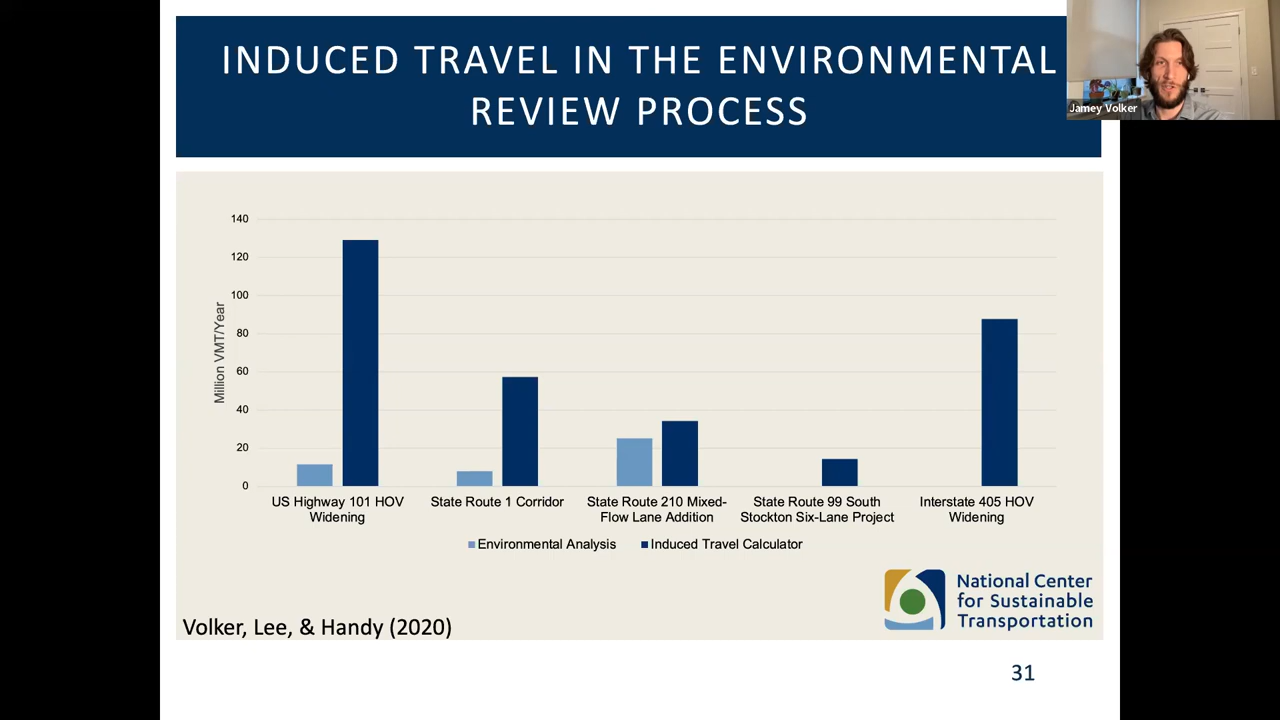 INDUCED TRAVEL IN THE ENVIRONMENTAL
REVIEW PROCESS
Jamey Volker
140
120
100
80
60
40
20
0
Million VMT/Year
US Highway 101 HOV
Widening
State Route 1 Corridor
State Route 210 Mixed-
Flow Lane Addition
State Route 99 South
Stockton Six-Lane Project
Interstate 405 HOV
Widening
Environmental Analysis
Induced Travel Calculator
National Center
for Sustainable
Transportation
Volker, Lee, & Handy (2020)
31